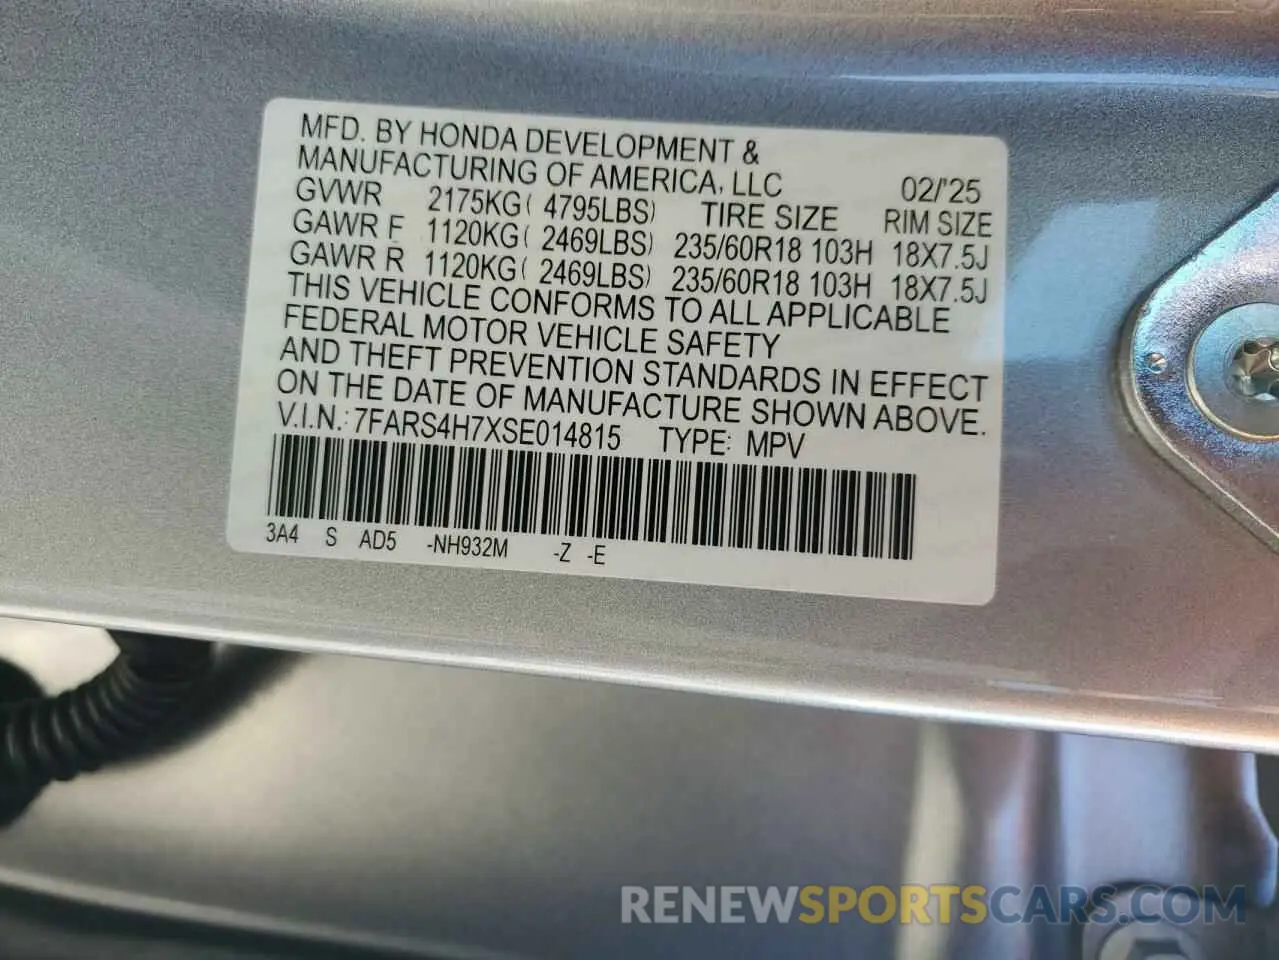 MFD. BY HONDA DEVELOPMENT &
MANUFACTURING OF AMERICA, LLC 02/'25
GVWR 2175KG( 4795LBS) TIRE SIZE RIM SIZE
GAWR F 1120KG( 2469LBS) 235/60R18 103H 18X7.5J
GAWR R 1120KG( 2469LBS) 235/60R18 103H 18X7.5J
THIS VEHICLE CONFORMS TO ALL APPLICABLE
FEDERAL MOTOR VEHICLE SAFETY
AND THEFT PREVENTION STANDARDS IN EFFECT
ON THE DATE OF MANUFACTURE SHOWN ABOVE.
V.I.N.: 7FARS4H7XSE014815 TYPE: MPV
3A4 S AD5 -NH932M -Z -E
RENEWSPORTSCARS.COM